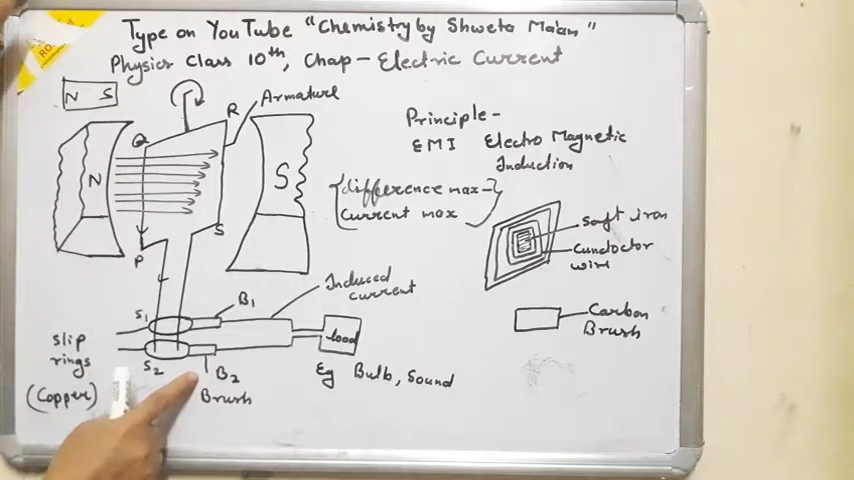 Type on YouTube "Chemistry by Shweta Ma'am"
Physics Class 10th, Chap - Electric Current
N S
R
Armature
Q
N
S
P
S
Principle -
EMI Electro Magnetic
Induction
difference max -
Current max
Soft iron
Cunductor
wire
Carbon
Brush
S1
B1
Induced
current
Slip
rings
(Copper)
S2
B2
Brush
load
Eg Bulb, Sound